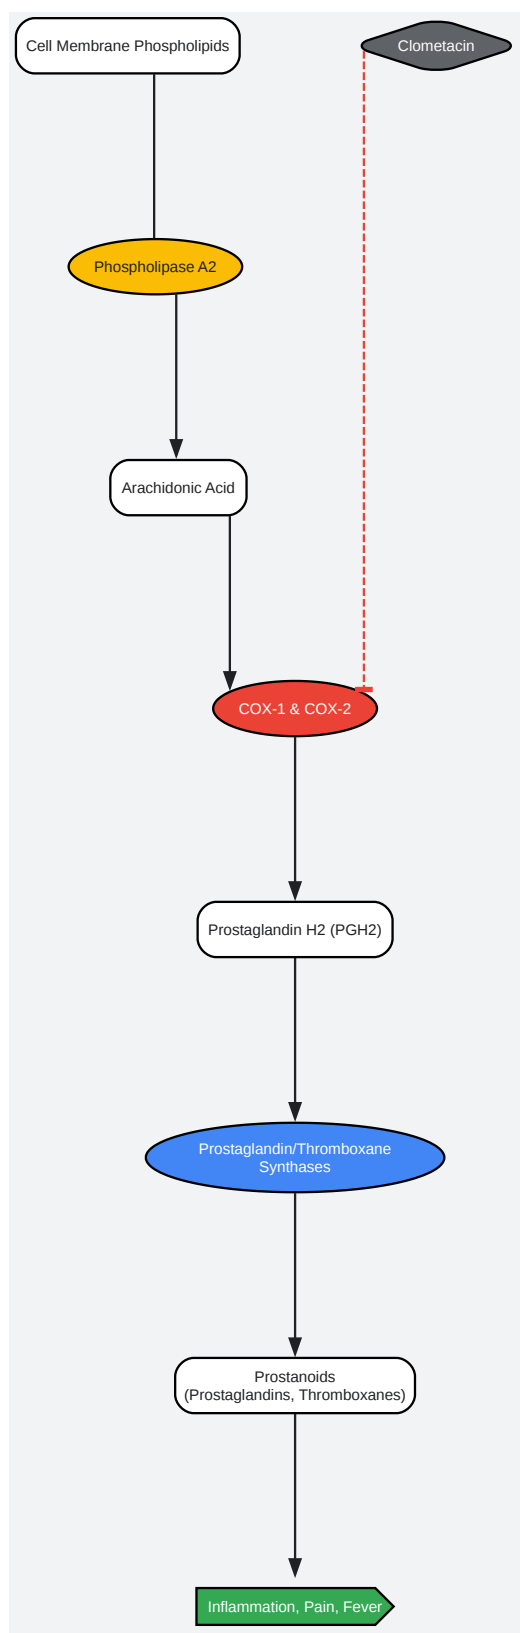 Cell Membrane Phospholipids
Clometacin
Phospholipase A2
Arachidonic Acid
COX-1 & COX-2
Prostaglandin H2 (PGH2)
Prostaglandin/Thromboxane
Synthases
Prostanoids
(Prostaglandins, Thromboxanes)
Inflammation, Pain, Fever